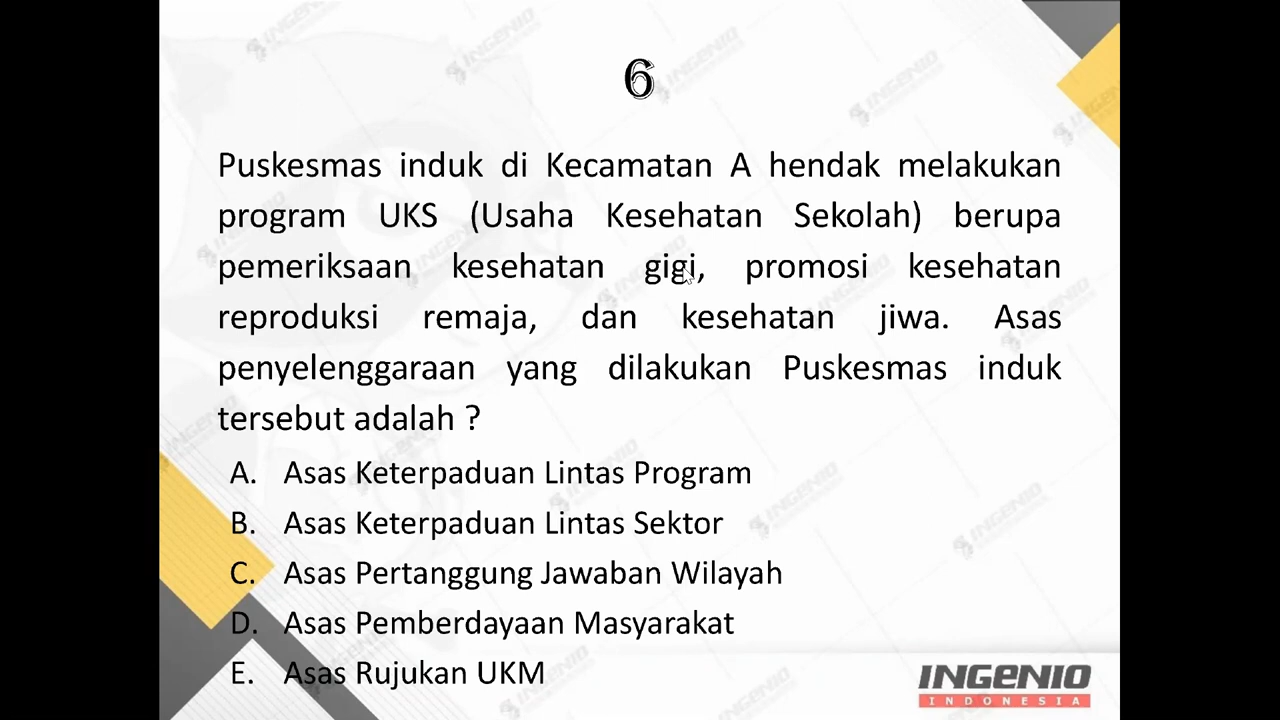 6
Puskesmas induk di Kecamatan A hendak melakukan
program UKS (Usaha Kesehatan Sekolah) berupa
pemeriksaan kesehatan gigi, promosi kesehatan
reproduksi remaja, dan kesehatan jiwa. Asas
penyelenggaraan yang dilakukan Puskesmas induk
tersebut adalah ?
A. Asas Keterpaduan Lintas Program
B. Asas Keterpaduan Lintas Sektor
C. Asas Pertanggung Jawaban Wilayah
D. Asas Pemberdayaan Masyarakat
E. Asas Rujukan UKM
INGENIO
INDONESIA